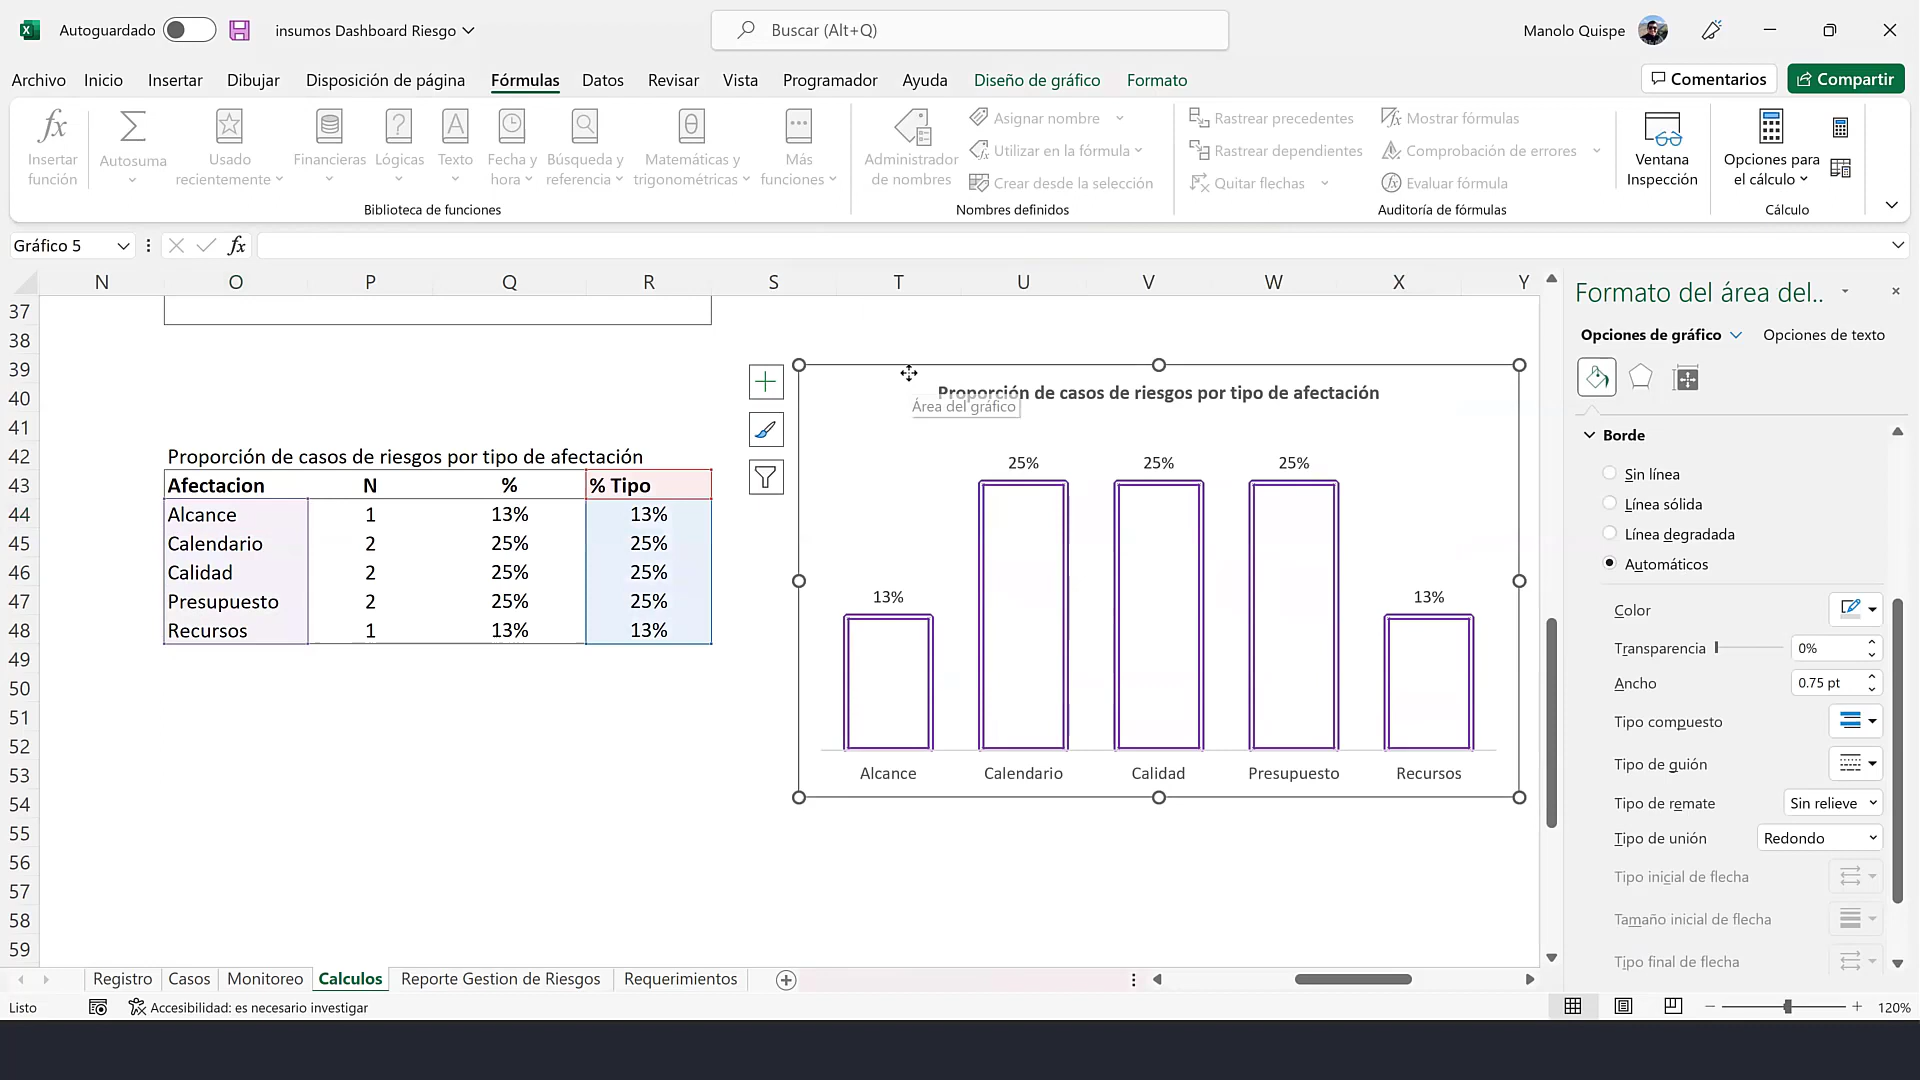 Autoguardado
insumos Dashboard Riesgo
Buscar (Alt+Q)
Manolo Quispe
Archivo Inicio Insertar Dibujar Disposición de página Fórmulas Datos Revisar Vista Programador Ayuda Diseño de gráfico Formato
Comentarios
Compartir
Insertar función
Autosuma
Usado recientemente
Financieras
Lógicas
Texto
Fecha y hora
Búsqueda y referencia
Matemáticas y trigonométricas
Más funciones
Biblioteca de funciones
Administrador de nombres
Asignar nombre
Utilizar en la fórmula
Crear desde la selección
Nombres definidos
Rastrear precedentes
Rastrear dependientes
Quitar flechas
Mostrar fórmulas
Comprobación de errores
Evaluar fórmula
Auditoría de fórmulas
Ventana Inspección
Opciones para el cálculo
Cálculo
Gráfico 5
fx
N O P Q R S T U V W X Y
37
38
39
40
41
42 Proporción de casos de riesgos por tipo de afectación
43 Afectacion N % % Tipo
44 Alcance 1 13% 13%
45 Calendario 2 25% 25%
46 Calidad 2 25% 25%
47 Presupuesto 2 25% 25%
48 Recursos 1 13% 13%
49
50
51
52
53
54
55
56
57
58
59
Proporción de casos de riesgos por tipo de afectación
Área del gráfico
25% 25% 25%
13% 13%
Alcance Calendario Calidad Presupuesto Recursos
Formato del área del..
Opciones de gráfico Opciones de texto
Borde
Sin línea
Línea sólida
Línea degradada
Automáticos
Color
Transparencia 0%
Ancho 0.75 pt
Tipo compuesto
Tipo de guión
Tipo de remate Sin relieve
Tipo de unión Redondo
Tipo inicial de flecha
Tamaño inicial de flecha
Tipo final de flecha
Registro Casos Monitoreo Calculos Reporte Gestion de Riesgos Requerimientos
Listo
Accesibilidad: es necesario investigar
120%